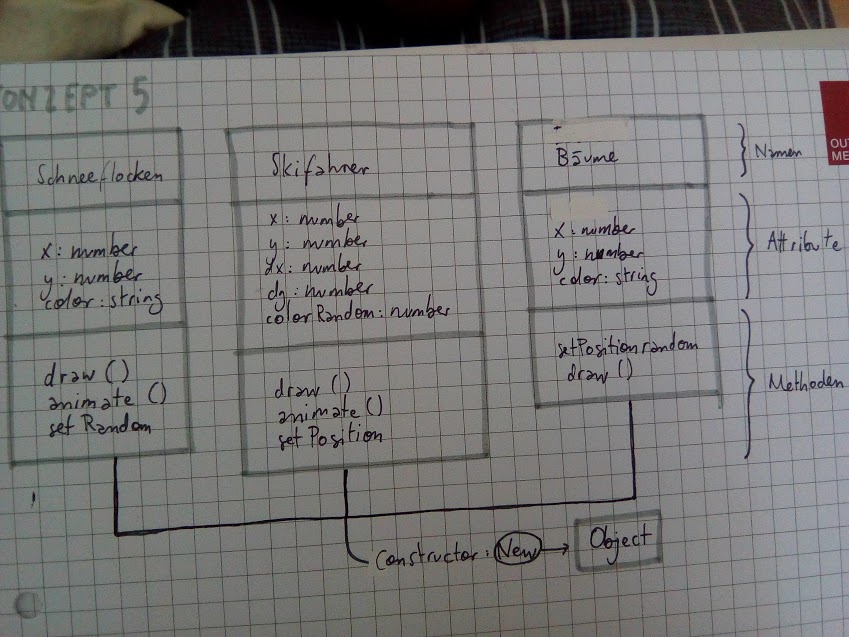 ONZEPT 5
Schneeflocken
x: number
y: number
color: string
draw ()
animate ()
set Random
Skifahrer
x: number
y: number
dx: number
dy: number
colorRandom: number
draw ()
animate ()
set Position
Bäume
x: number
y: number
color: string
setPositionrandom
draw ()
Namen
Attribute
Methoden
Constructor: New → Object
OUT
ME